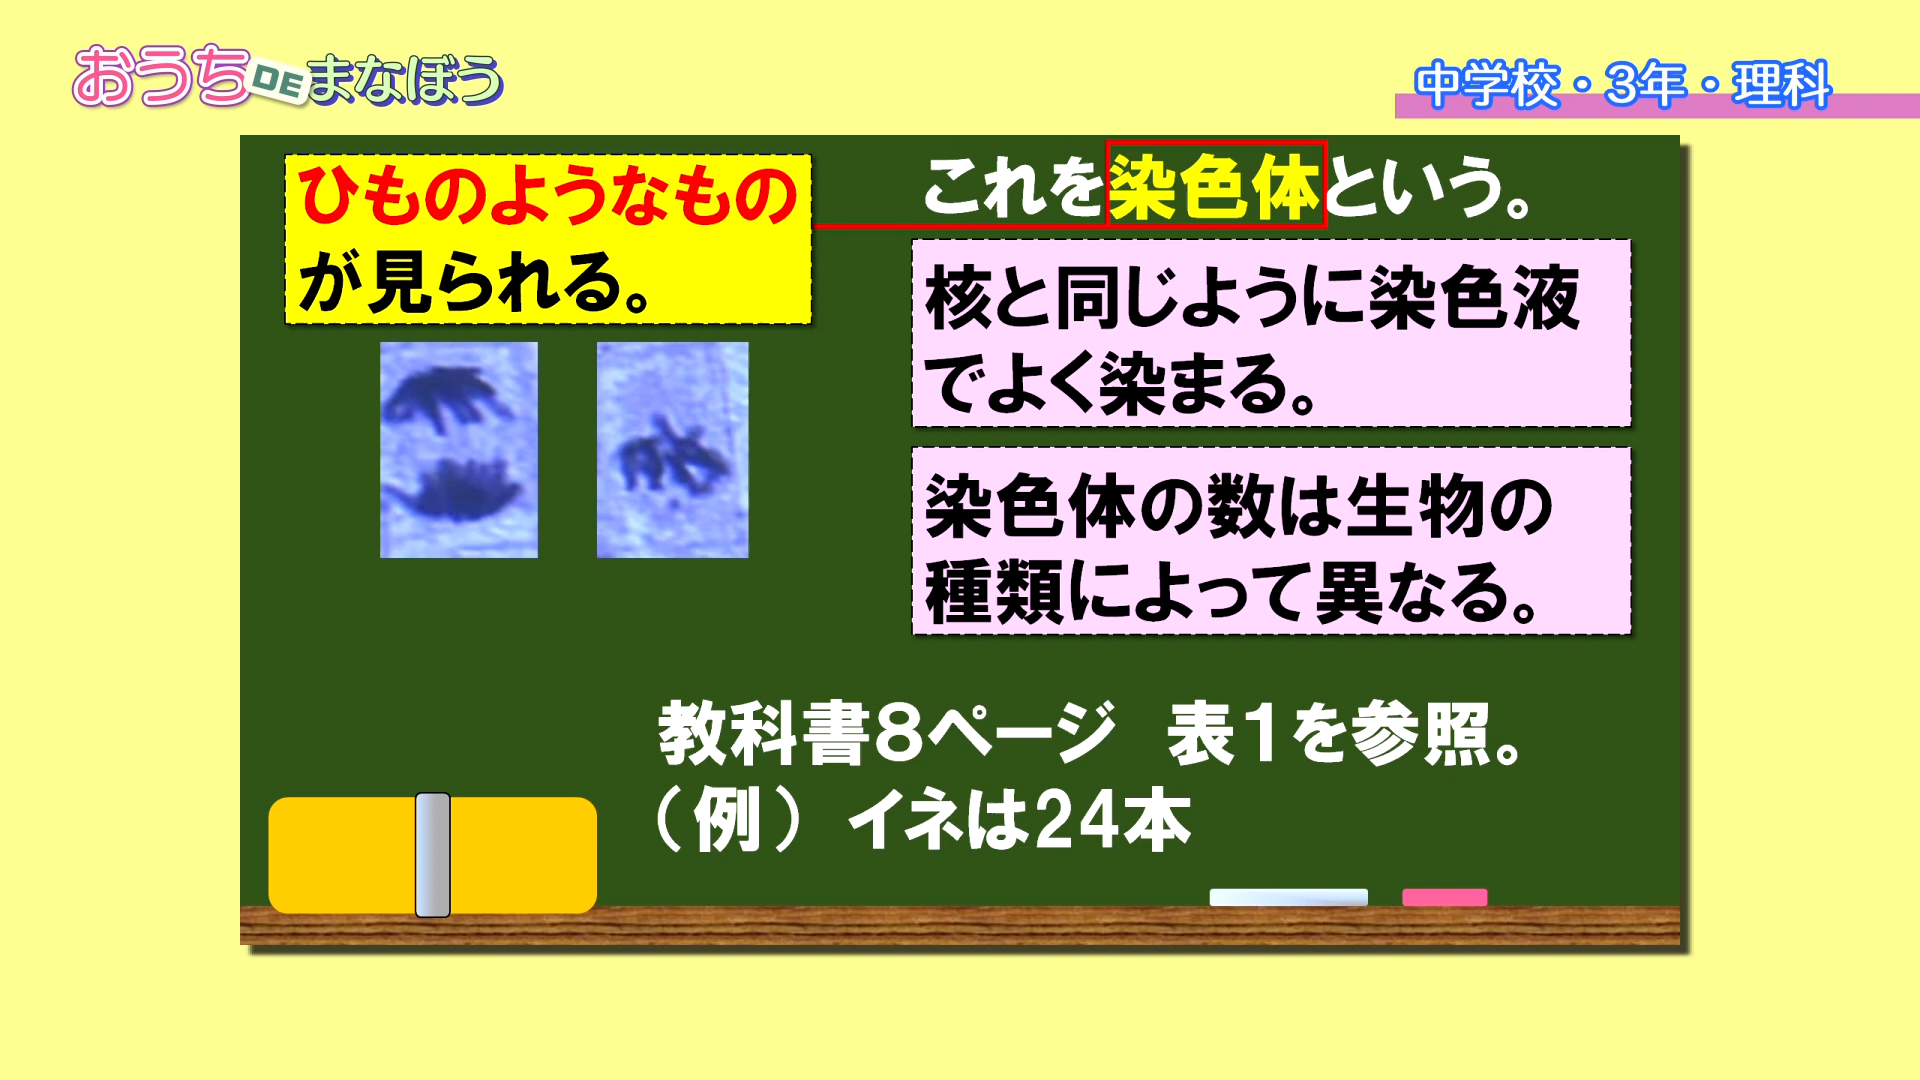 おうちDEまなぼう
中学校・3年・理科
ひものようなもの
が見られる。
これを染色体という。
核と同じように染色液
でよく染まる。
染色体の数は生物の
種類によって異なる。
教科書8ページ　表1を参照。
（例）イネは24本